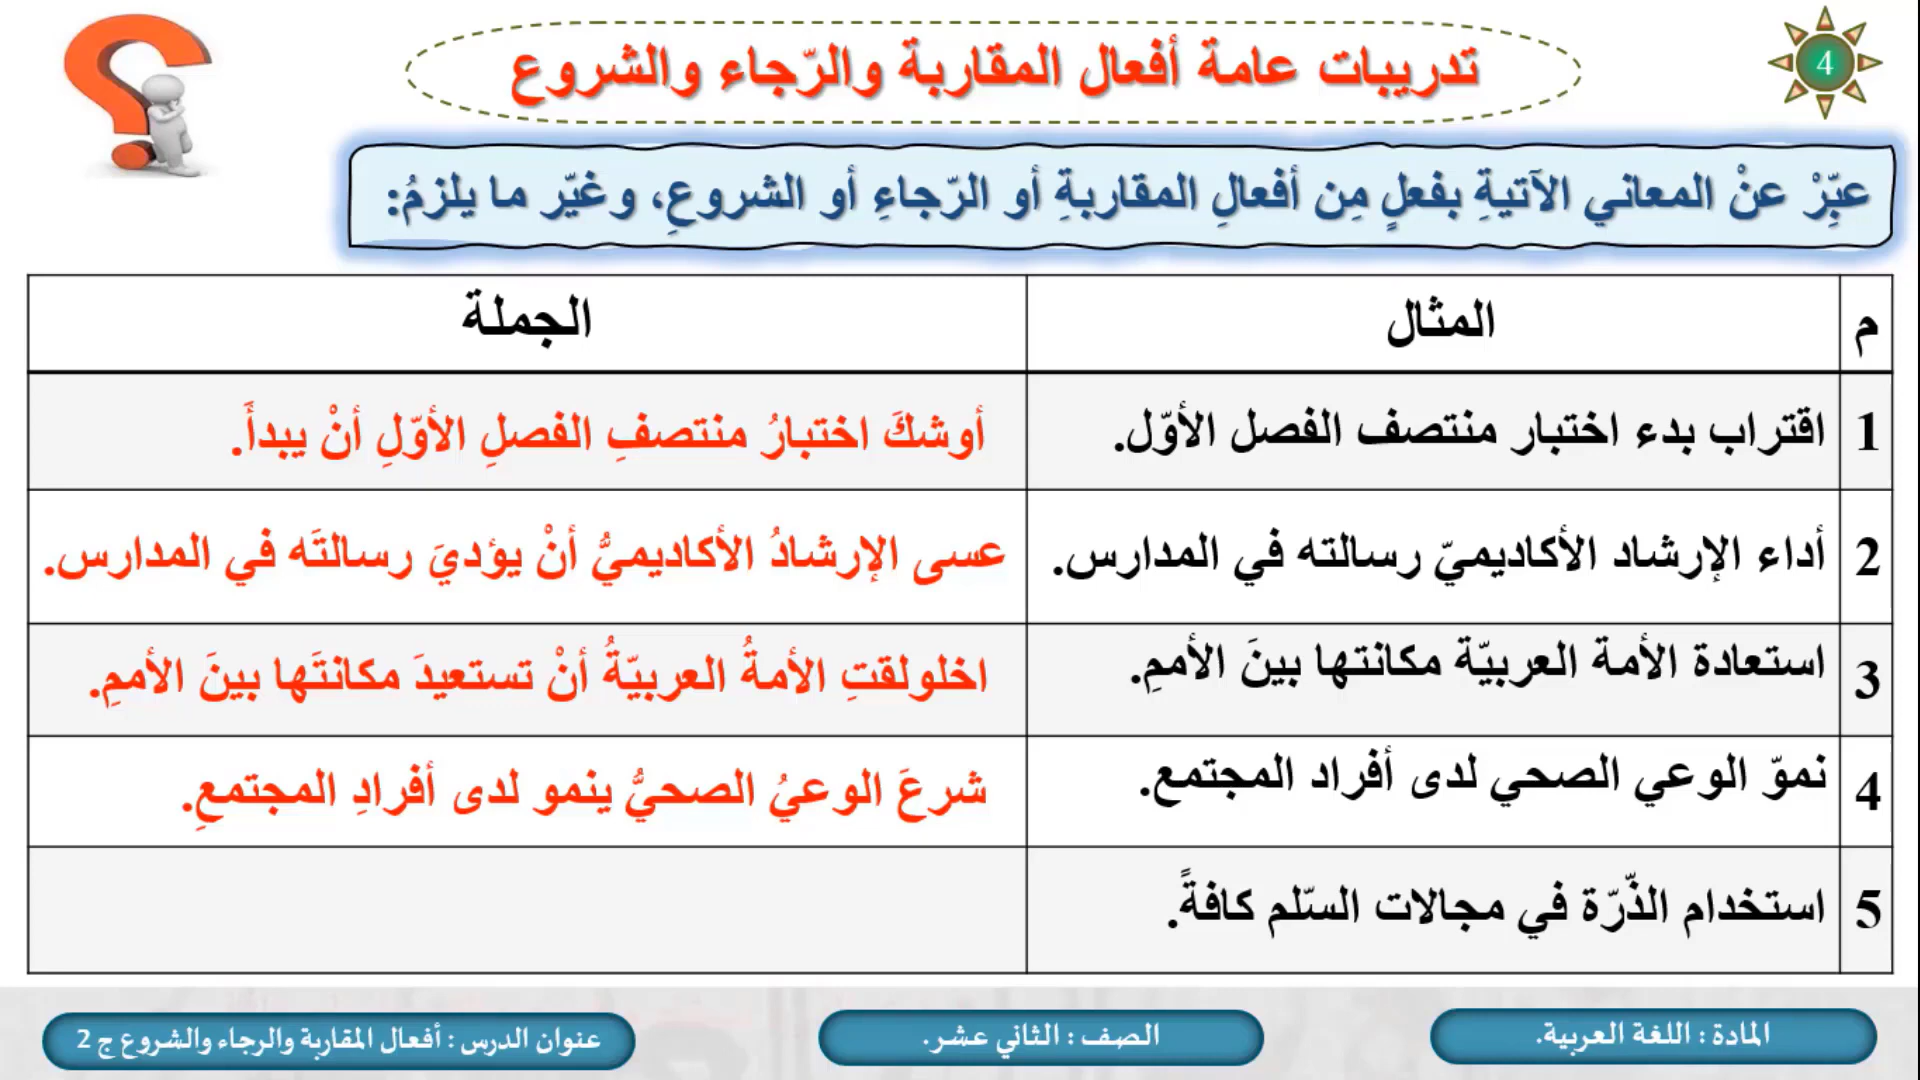 4
تدريبات عامة أفعال المقاربة والرّجاء والشروع
عبِّرْ عنْ المعاني الآتيةِ بفعلٍ مِن أفعالِ المقاربةِ أو الرّجاءِ أو الشروعِ، وغيّر ما يلزمُ:
م المثال الجملة
1 اقتراب بدء اختبار منتصف الفصل الأوّل. أوشكَ اختبارُ منتصفِ الفصلِ الأوّلِ أنْ يبدأَ.
2 أداء الإرشاد الأكاديميّ رسالته في المدارس. عسى الإرشادُ الأكاديميُّ أنْ يؤديَ رسالتَه في المدارس.
3 استعادة الأمة العربيّة مكانتها بينَ الأممِ. اخلولقتِ الأمةُ العربيّةُ أنْ تستعيدَ مكانتَها بينَ الأممِ.
4 نموّ الوعي الصحي لدى أفراد المجتمع. شرعَ الوعيُ الصحيُّ ينمو لدى أفرادِ المجتمعِ.
5 استخدام الذّرّة في مجالات السّلم كافةً.
المادة : اللغة العربية. الصف : الثاني عشر. عنوان الدرس : أفعال المقاربة والرجاء والشروع ج 2